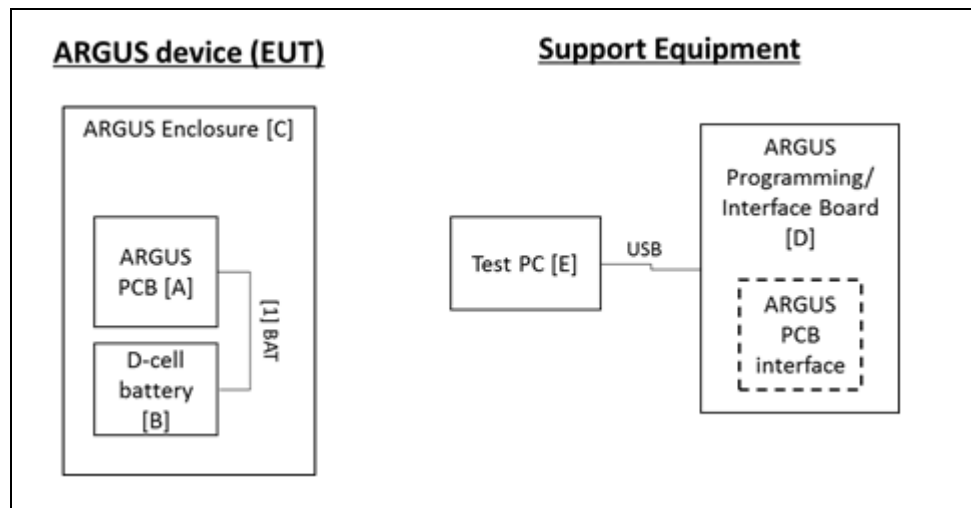 ARGUS device (EUT)
ARGUS Enclosure [C]
ARGUS
PCB [A]
[1] BAT
D-cell
battery
[B]
Support Equipment
Test PC [E]
USB
ARGUS
Programming/
Interface Board
[D]
ARGUS
PCB
interface